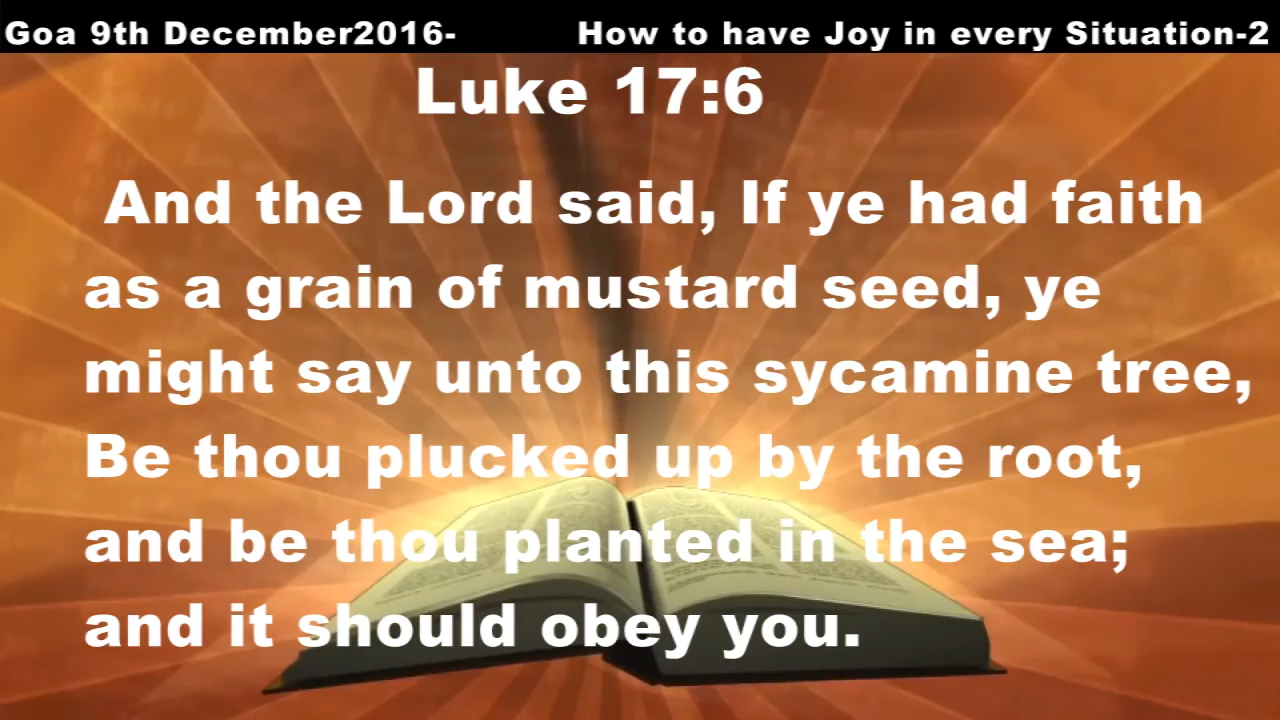 Goa 9th December2016- How to have Joy in every Situation-2
Luke 17:6
And the Lord said, If ye had faith
as a grain of mustard seed, ye
might say unto this sycamine tree,
Be thou plucked up by the root,
and be thou planted in the sea;
and it should obey you.